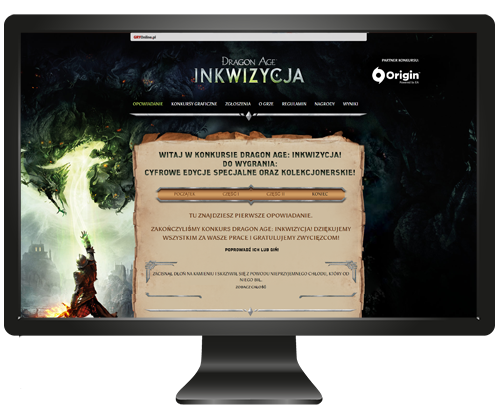 GRYOnline.pl
DRAGON AGE
INKWIZYCJA
PARTNER KONKURSU
Origin
OPOWIADANIE KONKURSY GRAFICZNE ZGŁOSZENIA O GRZE REGULAMIN NAGRODY WYNIKI
WITAJ W KONKURSIE DRAGON AGE: INKWIZYCJA!
DO WYGRANIA:
CYFROWE EDYCJE SPECJALNE ORAZ KOLEKCJONERSKIE!
POCZĄTEK CZĘŚĆ I CZĘŚĆ II KONIEC
TU ZNAJDZIESZ PIERWSZE OPOWIADANIE.
ZAKOŃCZYLIŚMY KONKURS DRAGON AGE: INKWIZYCJA! DZIĘKUJEMY
WSZYSTKIM ZA WASZE PRACE I GRATULUJEMY ZWYCIĘZCOM!
POPROWADŹ ICH LUB GIŃ!
DŁOŃ NA KAMIENIU I SKRZYWIŁ SIĘ Z POWODU NIEPRZYJEMNEGO CHŁODU, KTÓRY OD
NIEGO BIŁ.
ZOBACZ CAŁOŚĆ